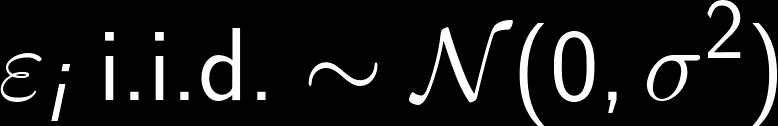 εᵢ i.i.d. ∼ 𝒩(0, σ²)